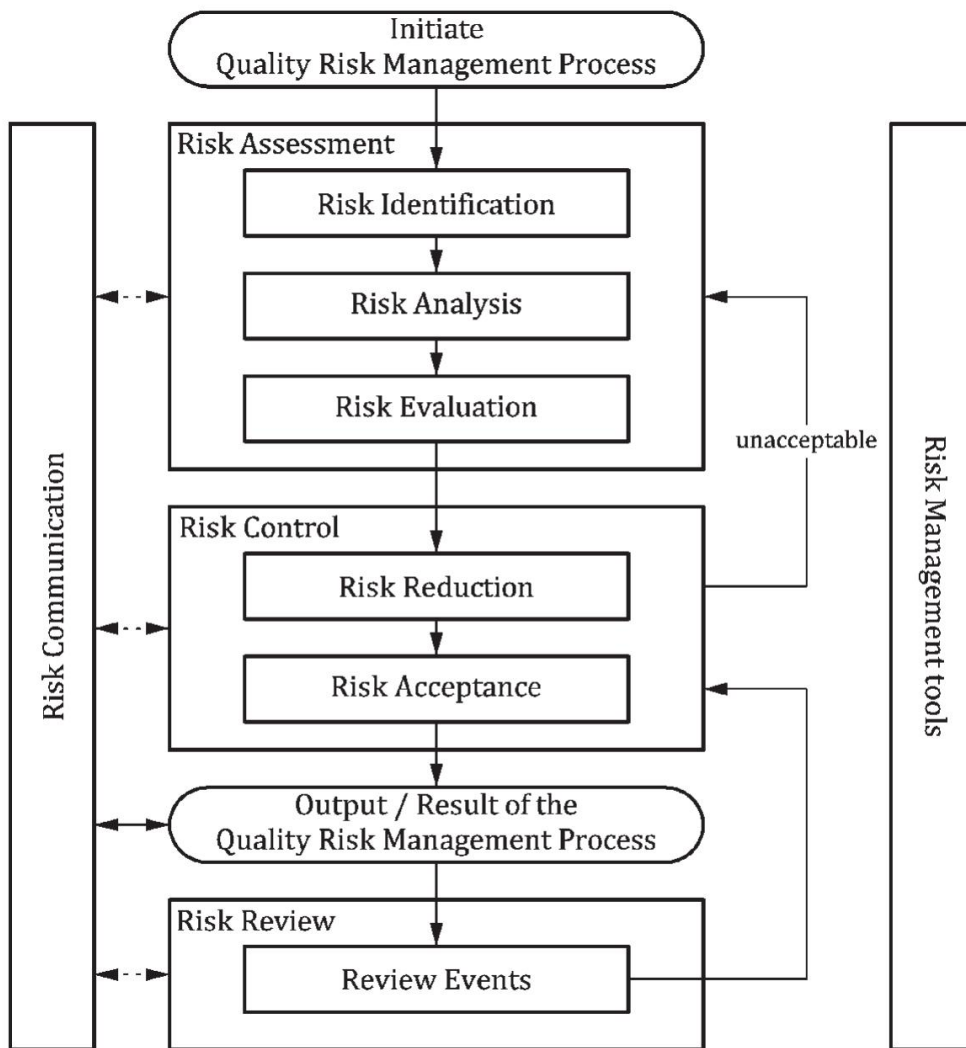 Initiate
Quality Risk Management Process
Risk Assessment
Risk Identification
Risk Analysis
Risk Evaluation
unacceptable
Risk Control
Risk Reduction
Risk Acceptance
Output / Result of the
Quality Risk Management Process
Risk Review
Review Events
Risk Communication
Risk Management tools